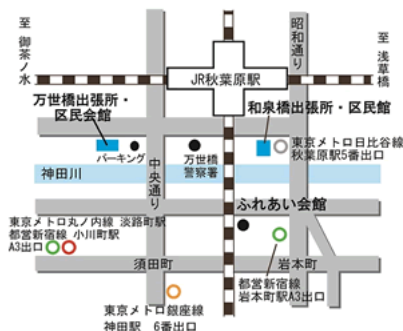 至 御茶ノ水
昭和通り
至 浅草橋
JR秋葉原駅
万世橋出張所・
区民会館
和泉橋出張所・区民館
パーキング
中央通り
万世橋
警察署
東京メトロ日比谷線
秋葉原駅5番出口
神田川
ふれあい会館
東京メトロ丸ノ内線 淡路町駅
都営新宿線 小川町駅
A3出口
須田町
岩本町
都営新宿線
岩本町駅A3出口
東京メトロ銀座線
神田駅 6番出口